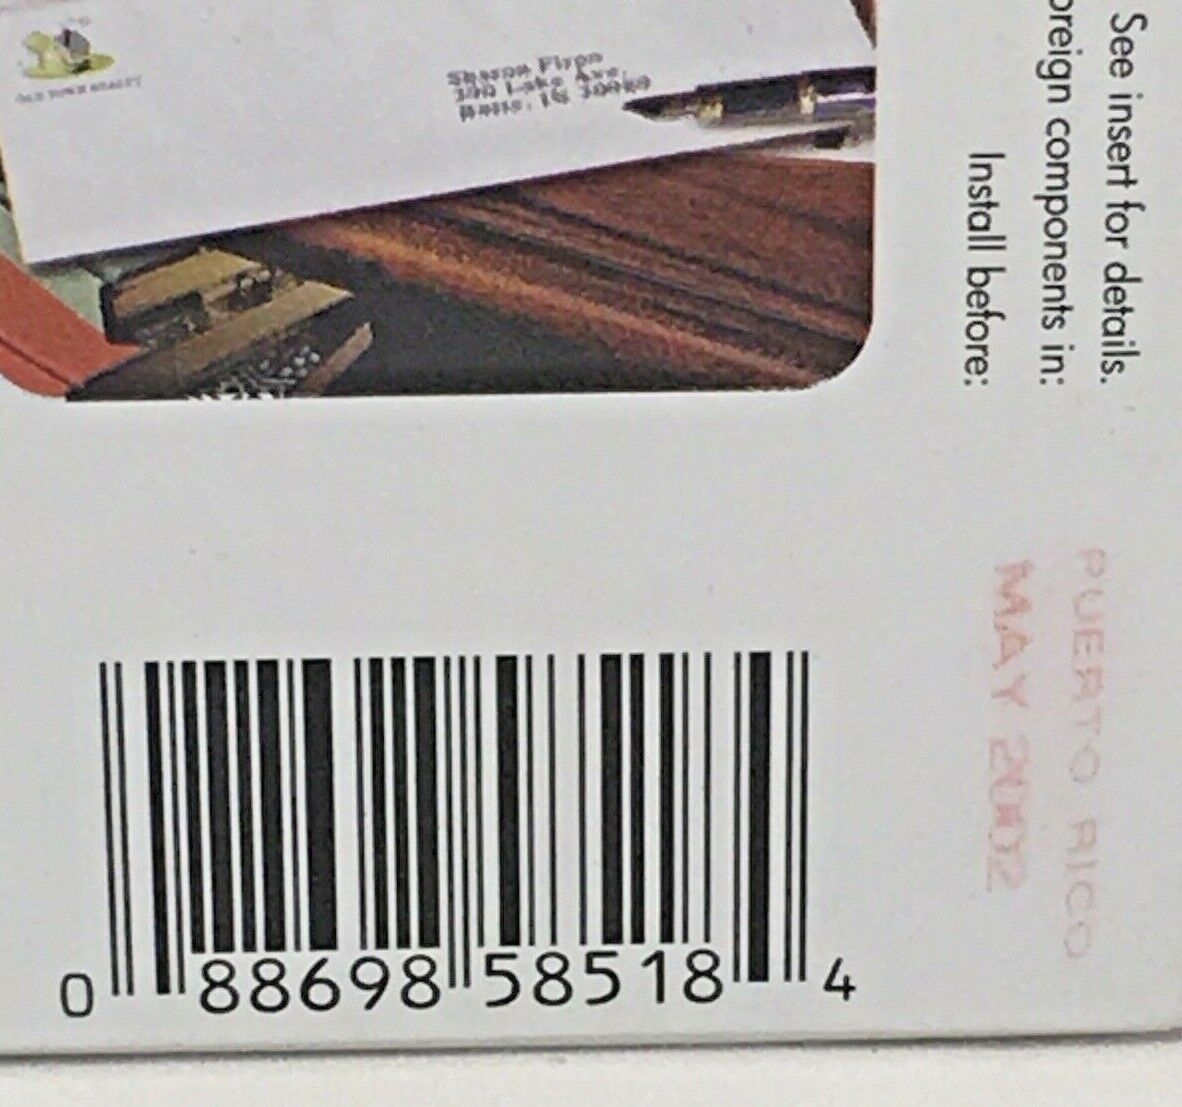 See insert for details.
oreign components in:
Install before:
PUERTO RICO
MAY 2002
0 88698 58518 4